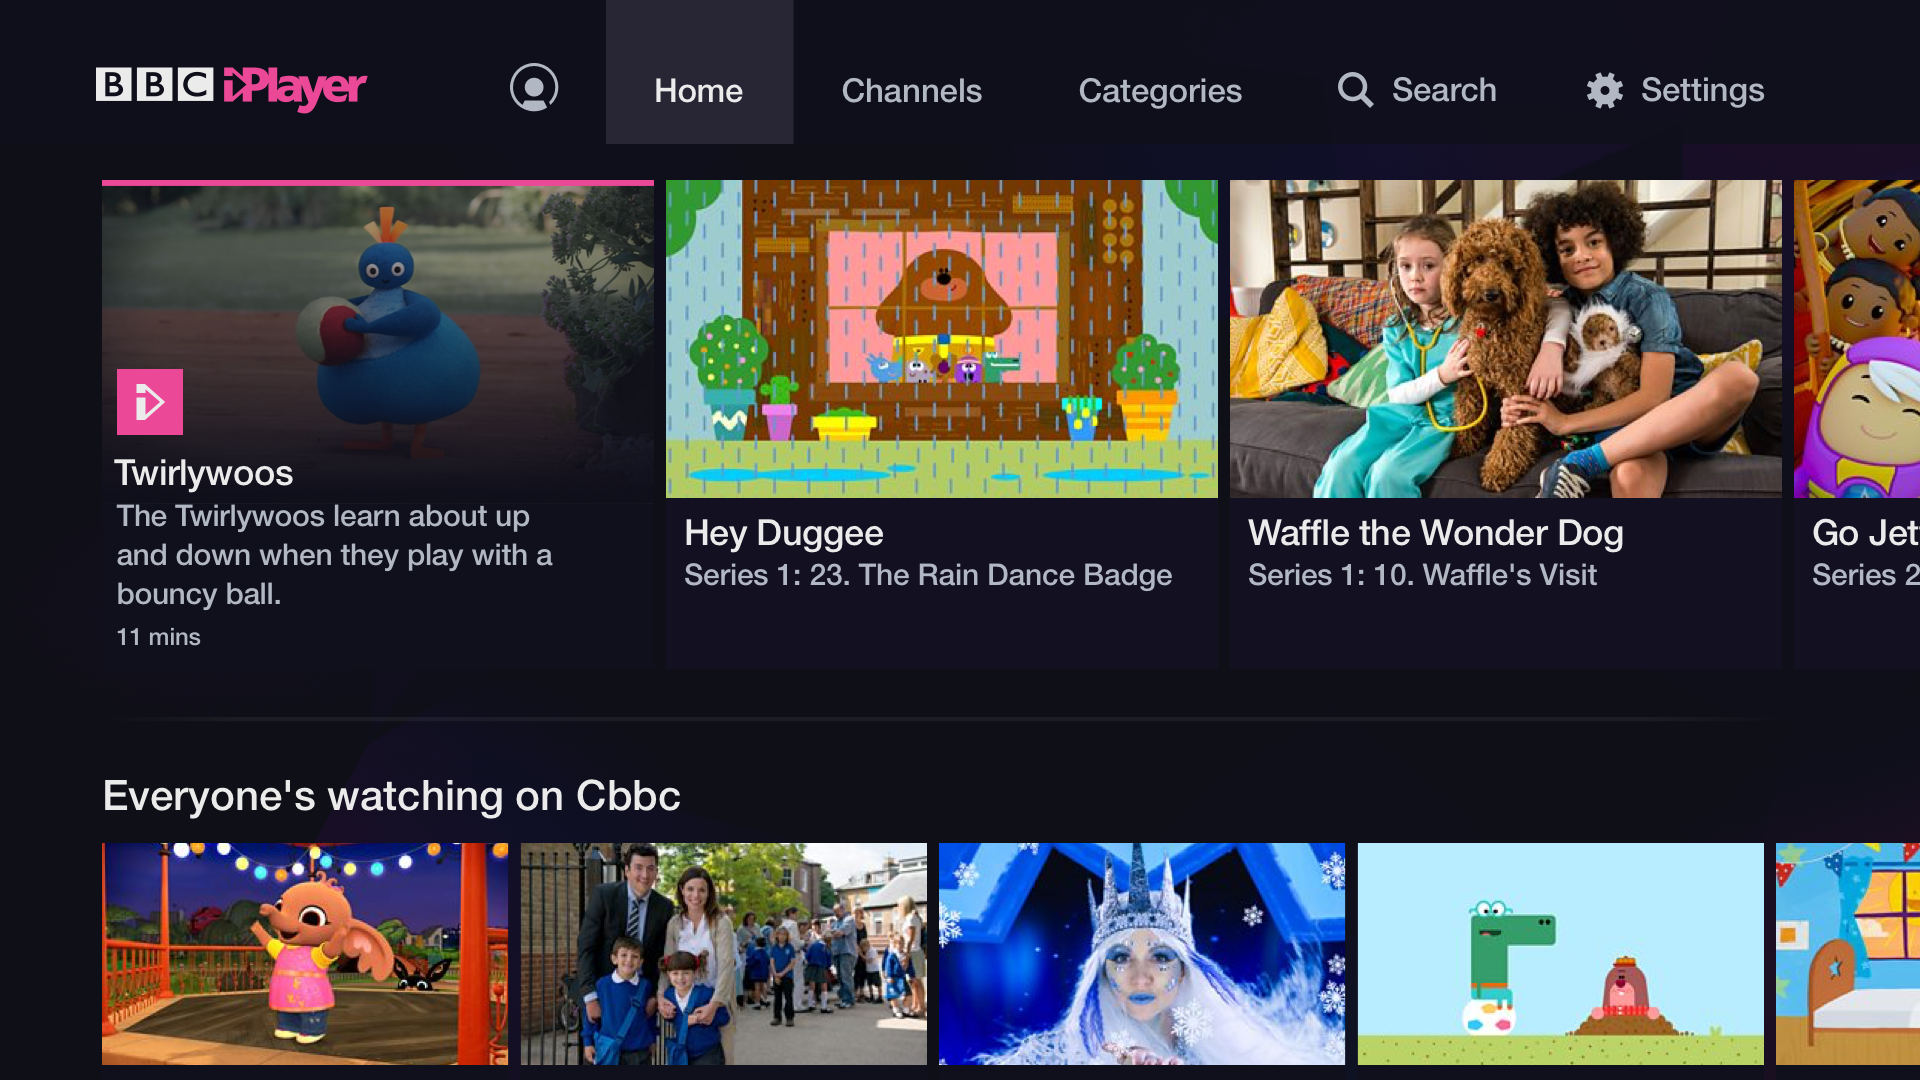 BBC iPlayer
Home
Channels
Categories
Search
Settings
Twirlywoos
The Twirlywoos learn about up
and down when they play with a
bouncy ball.
11 mins
Hey Duggee
Series 1: 23. The Rain Dance Badge
Waffle the Wonder Dog
Series 1: 10. Waffle's Visit
Go Jet
Series 2
Everyone's watching on Cbbc